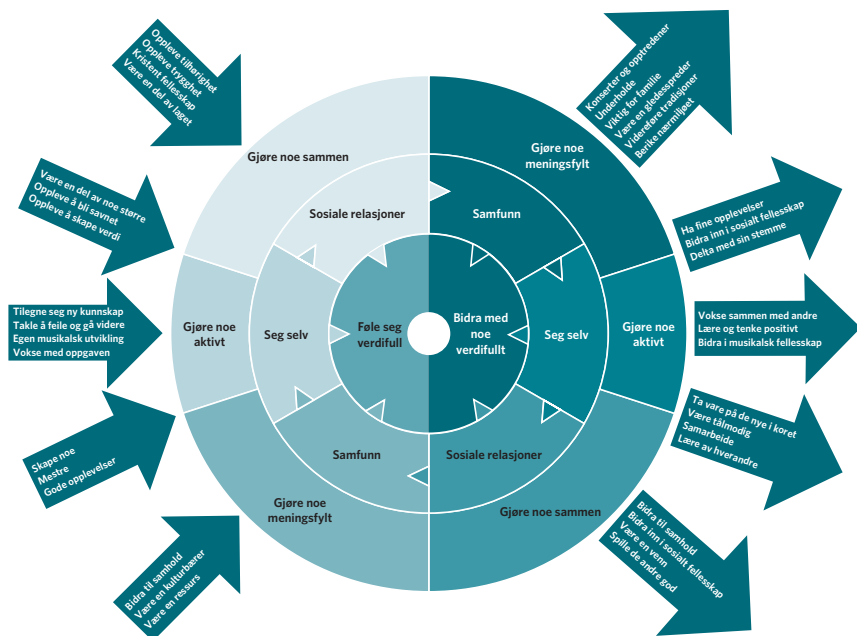 Oppleve tilhørighet
Oppleve trygghet
Kristent fellesskap
Være en del av laget
Være en del av noe større
Oppleve å bli savnet
Oppleve å skape verdi
Tilegne seg ny kunnskap
Takle å feile og gå videre
Egen musikalsk utvikling
Vokse med oppgaven
Skape noe
Mestre
Gode opplevelser
Bidra til samhold
Være en kulturbærer
Være en ressurs
Gjøre noe sammen
Sosiale relasjoner
Gjøre noe
aktivt
Seg selv
Føle seg
verdifull
Samfunn
Gjøre noe
meningsfylt
Gjøre noe
meningsfylt
Samfunn
Bidra med
noe
verdifullt
Seg selv
Gjøre noe
aktivt
Sosiale relasjoner
Gjøre noe sammen
Konserter og opptredener
Underholde
Viktig for familie
Være en gledesspreder
Videreføre tradisjoner
Berike nærmiljøet
Ha fine opplevelser
Bidra inn i sosialt fellesskap
Delta med sin stemme
Vokse sammen med andre
Lære og tenke positivt
Bidra i musikalsk fellesskap
Ta vare på de nye i koret
Være tålmodig
Samarbeide
Lære av hverandre
Bidra til samhold
Bidra inn i sosialt fellesskap
Være en venn
Spille de andre god